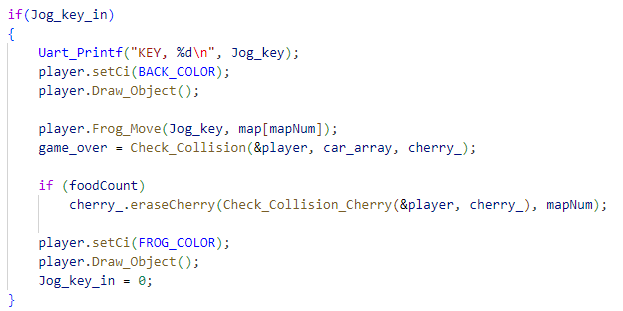 if(Jog_key_in)
{
    Uart_Printf("KEY, %d\n", Jog_key);
    player.setCi(BACK_COLOR);
    player.Draw_Object();

    player.Frog_Move(Jog_key, map[mapNum]);
    game_over = Check_Collision(&player, car_array, cherry_);

    if (foodCount)
        cherry_.eraseCherry(Check_Collision_Cherry(&player, cherry_), mapNum);

    player.setCi(FROG_COLOR);
    player.Draw_Object();
    Jog_key_in = 0;
}